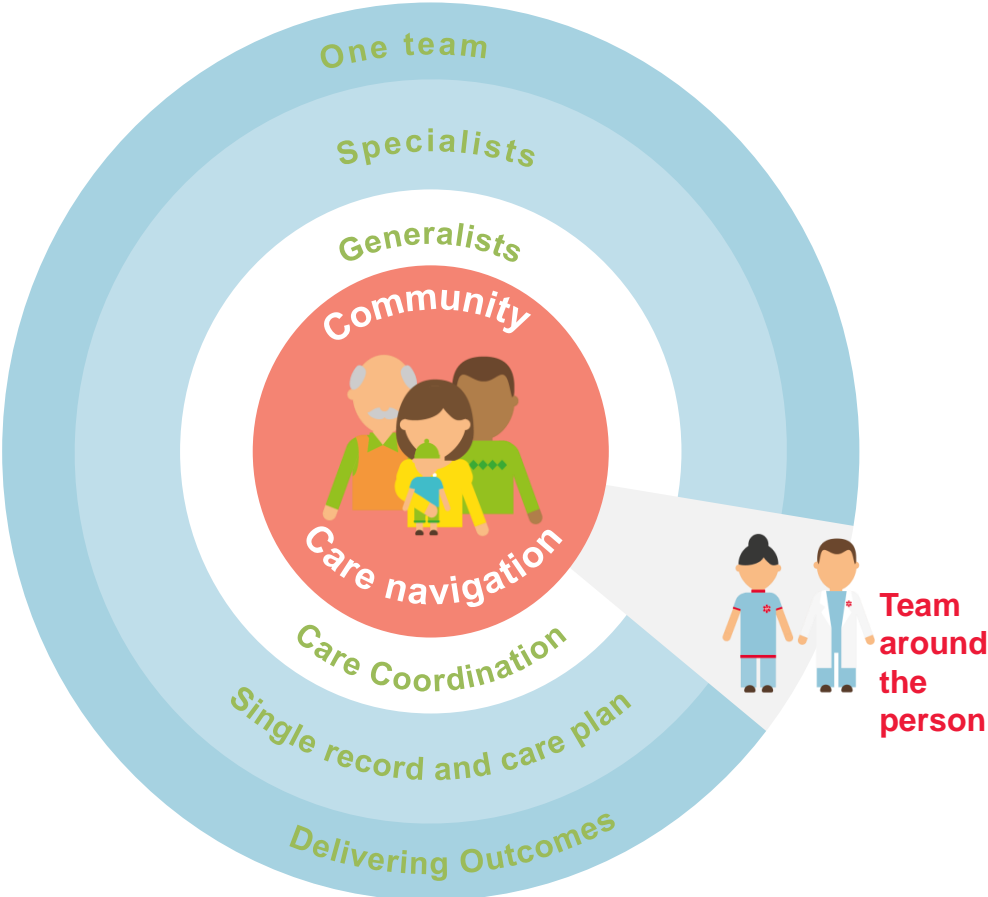 One team
Specialists
Generalists
Community
Care navigation
Care Coordination
Single record and care plan
Delivering Outcomes
Team
around
the
person